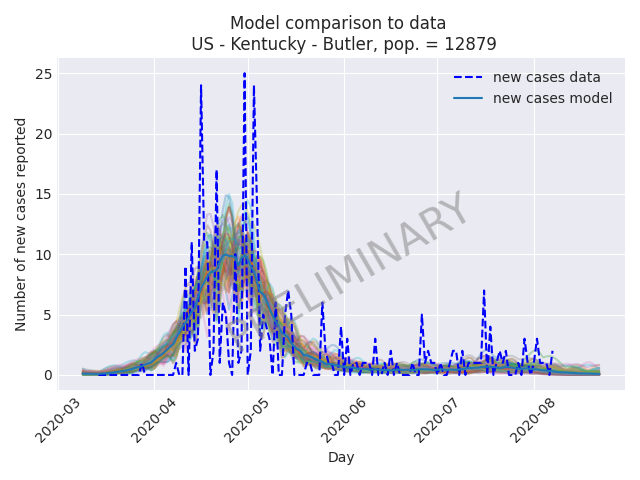 Model comparison to data
US - Kentucky - Butler, pop. = 12879
new cases data
new cases model
Number of new cases reported
25
20
15
10
5
0
PRELIMINARY
2020-03
2020-04
2020-05
2020-06
2020-07
2020-08
Day